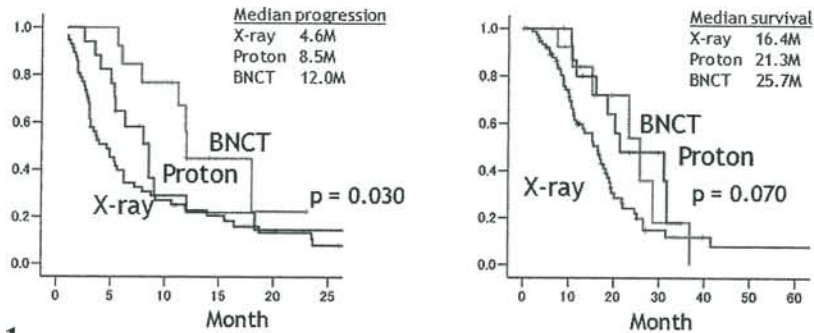 Median progression
X-ray 4.6M
Proton 8.5M
BNCT 12.0M
1.0
0.8
0.6
0.4
0.2
0.0
BNCT
Proton
X-ray
p = 0.030
0 5 10 15 20 25
Month
Median survival
X-ray 16.4M
Proton 21.3M
BNCT 25.7M
1.0
0.8
0.6
0.4
0.2
0.0
BNCT
Proton
X-ray
p = 0.070
0 10 20 30 40 50 60
Month